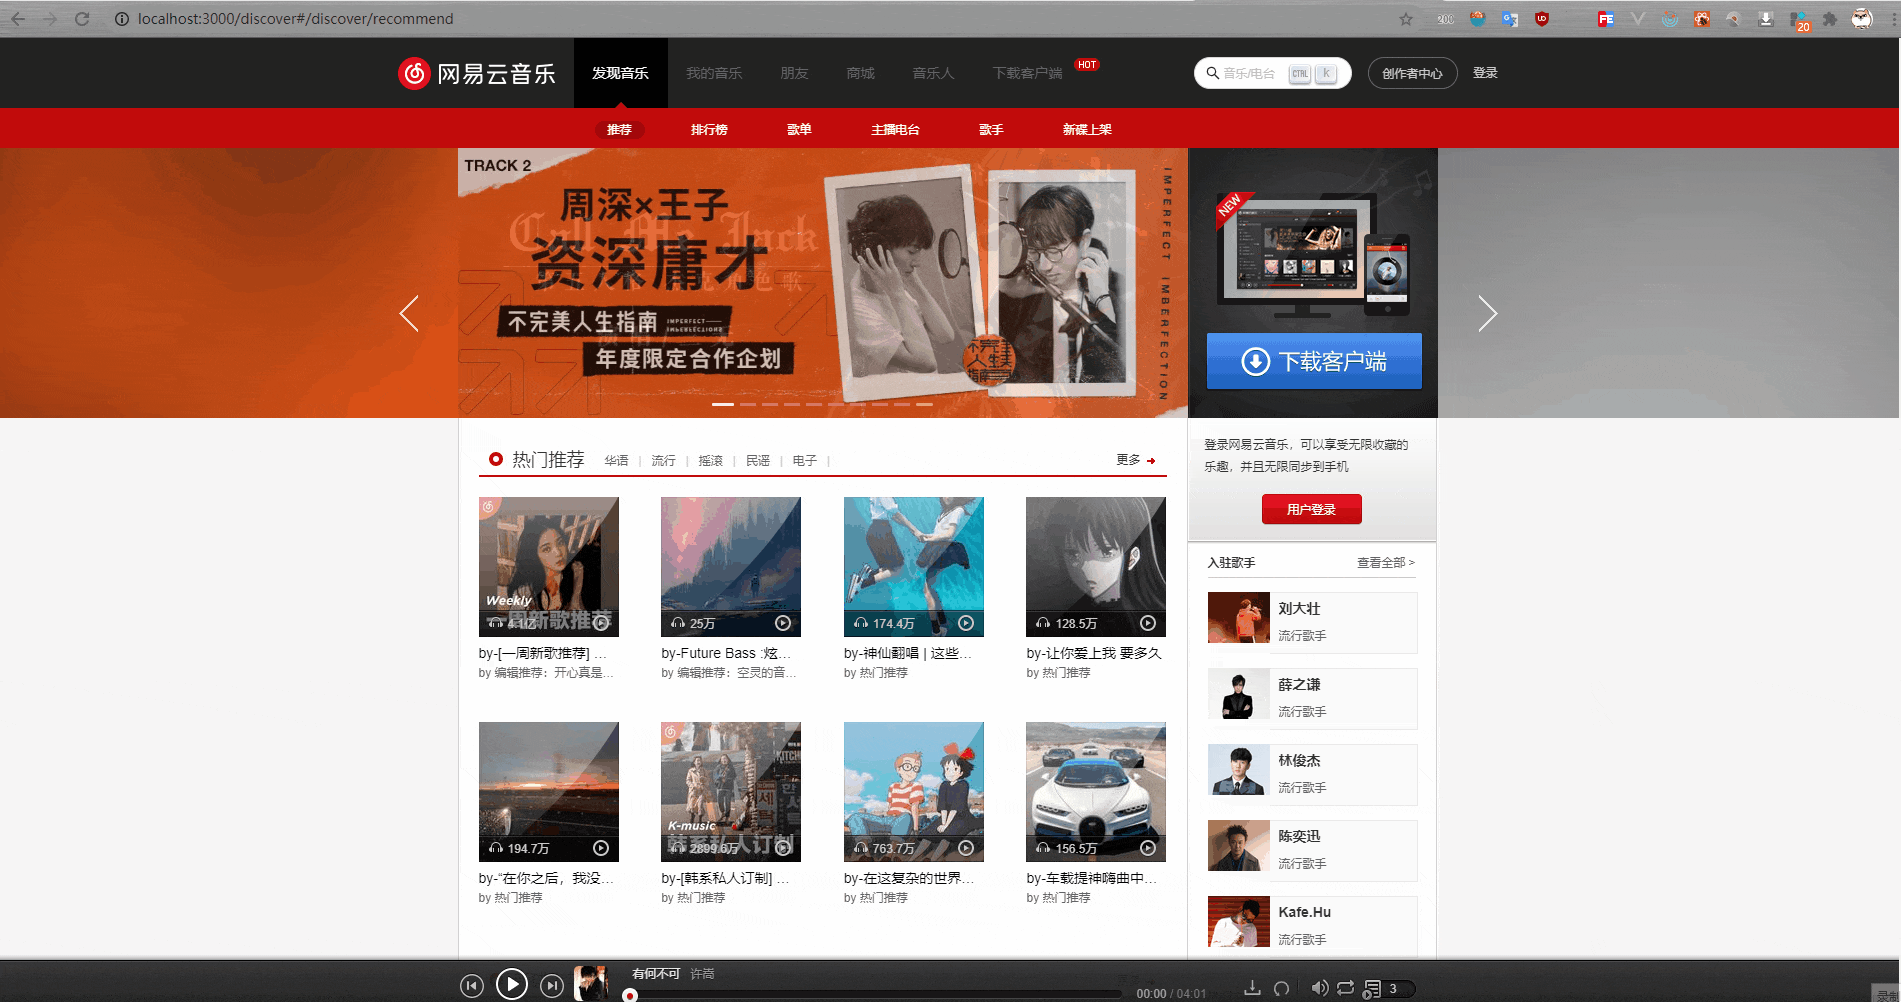 localhost:3000/discover#/discover/recommend
200
20
网易云音乐
发现音乐
我的音乐
朋友
商城
音乐人
下载客户端
HOT
音乐/电台
CTRL
K
创作者中心
登录
推荐
排行榜
歌单
主播电台
歌手
新碟上架
TRACK 2
周深×王子
Call Me Jack
资深庸才
不完美人生指南
IMPERFECT
年度限定合作企划
IMPERFECT IMBERFECTION
NEW
下载客户端
热门推荐
华语 |
流行 |
摇滚 |
民谣 |
电子 |
更多
登录网易云音乐，可以享受无限收藏的
乐趣，并且无限同步到手机
用户登录
Weekly
一周新歌推荐
4.1亿
25万
174.4万
128.5万
by-[一周新歌推荐] ...
by-Future Bass :炫...
by-神仙翻唱 | 这些...
by-让你爱上我 要多久
by 编辑推荐：开心真是...
by 编辑推荐：空灵的音...
by 热门推荐
by 热门推荐
K-music
韩系私人订制
194.7万
2899.6万
763.7万
156.5万
by-“在你之后，我没...
by-[韩系私人订制] ...
by-在这复杂的世界...
by-车载提神嗨曲中...
by 热门推荐
by 热门推荐
by 热门推荐
by 热门推荐
入驻歌手
查看全部 >
刘大壮
流行歌手
薛之谦
流行歌手
林俊杰
流行歌手
陈奕迅
流行歌手
Kafe.Hu
流行歌手
有何不可 许嵩
00:00 / 04:01
3
录制